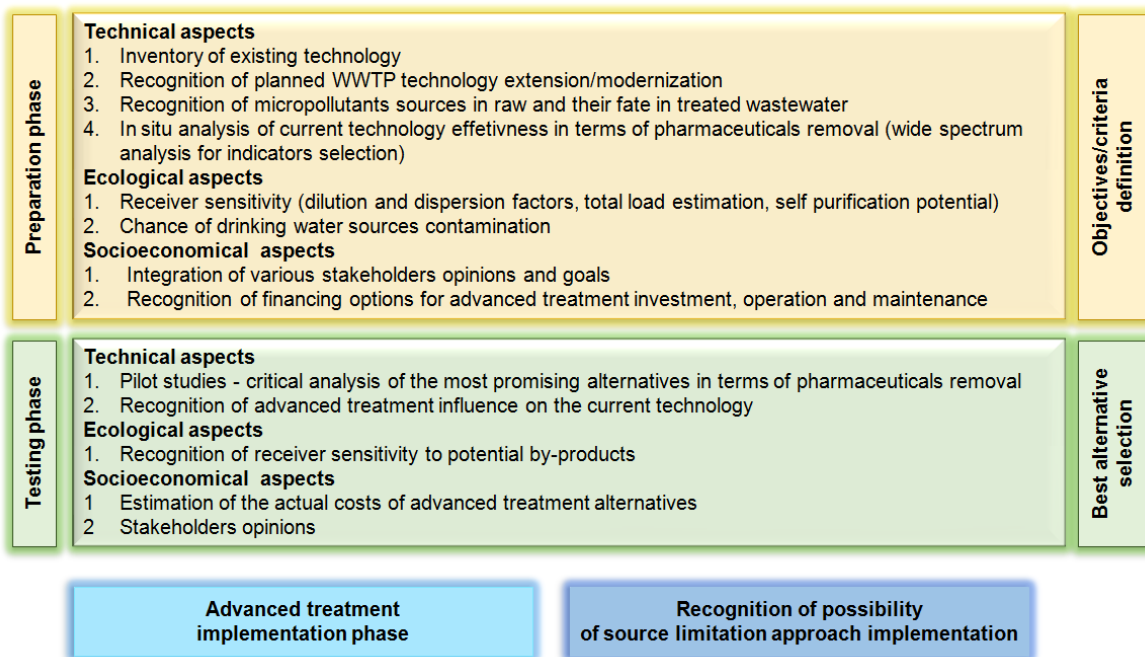 Preparation phase
Technical aspects
1. Inventory of existing technology
2. Recognition of planned WWTP technology extension/modernization
3. Recognition of micropollutants sources in raw and their fate in treated wastewater
4. In situ analysis of current technology effetivness in terms of pharmaceuticals removal (wide spectrum
analysis for indicators selection)
Ecological aspects
1. Receiver sensitivity (dilution and dispersion factors, total load estimation, self purification potential)
2. Chance of drinking water sources contamination
Socioeconomical aspects
1. Integration of various stakeholders opinions and goals
2. Recognition of financing options for advanced treatment investment, operation and maintenance
Objectives/criteria
definition
Testing phase
Technical aspects
1. Pilot studies - critical analysis of the most promising alternatives in terms of pharmaceuticals removal
2. Recognition of advanced treatment influence on the current technology
Ecological aspects
1. Recognition of receiver sensitivity to potential by-products
Socioeconomical aspects
1 Estimation of the actual costs of advanced treatment alternatives
2 Stakeholders opinions
Best alternative
selection
Advanced treatment
implementation phase
Recognition of possibility
of source limitation approach implementation